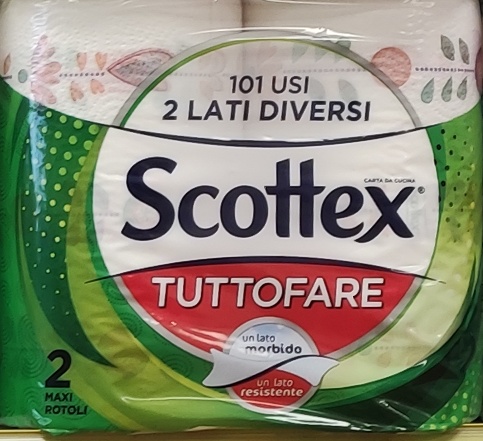 101 USI
2 LATI DIVERSI
CARTA DA CUCINA
Scottex®
TUTTOFARE
un lato
morbido
un lato
resistente
2
MAXI
ROTOLI